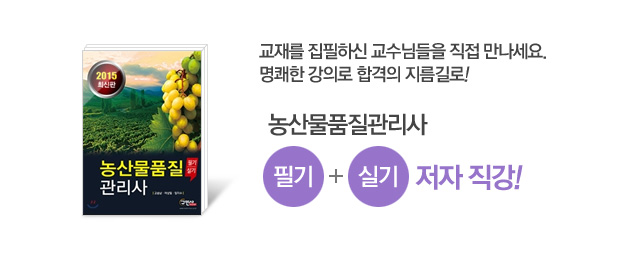 교재를 집필하신 교수님들을 직접 만나세요.
명쾌한 강의로 합격의 지름길로!
농산물품질관리사
필기 + 실기 저자 직강!
2015
최신판
농산물품질
필기
실기
관리사